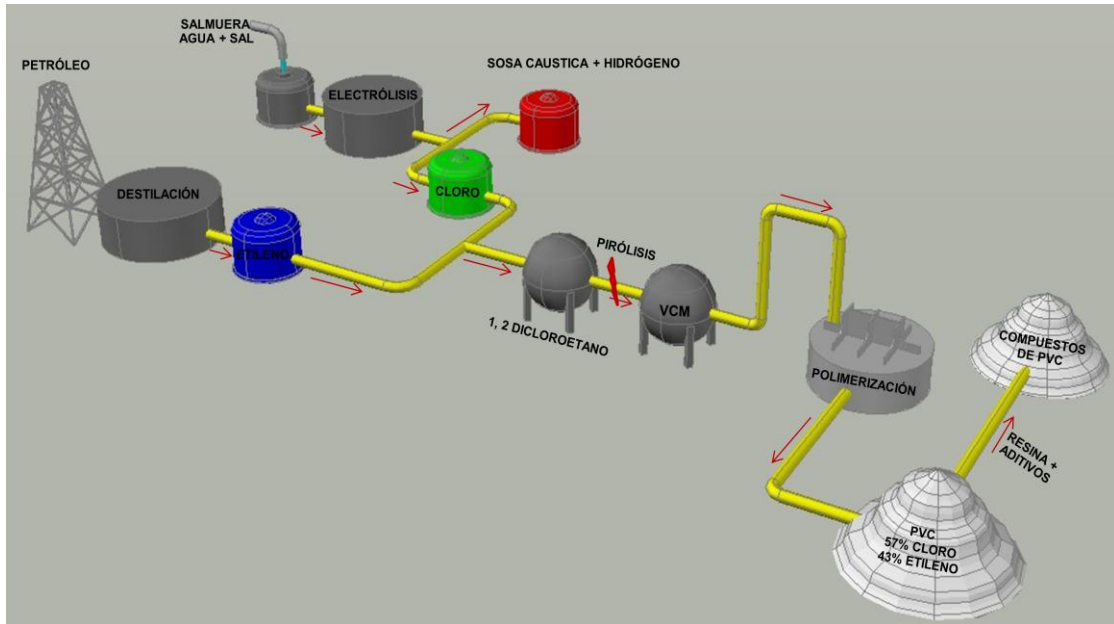 SALMUERA
AGUA + SAL
PETRÓLEO
SOSA CAUSTICA + HIDRÓGENO
ELECTRÓLISIS
CLORO
DESTILACIÓN
ETILENO
PIRÓLISIS
VCM
1, 2 DICLOROETANO
COMPUESTOS
DE PVC
POLIMERIZACIÓN
RESINA +
ADITIVOS
PVC
57% CLORO
43% ETILENO